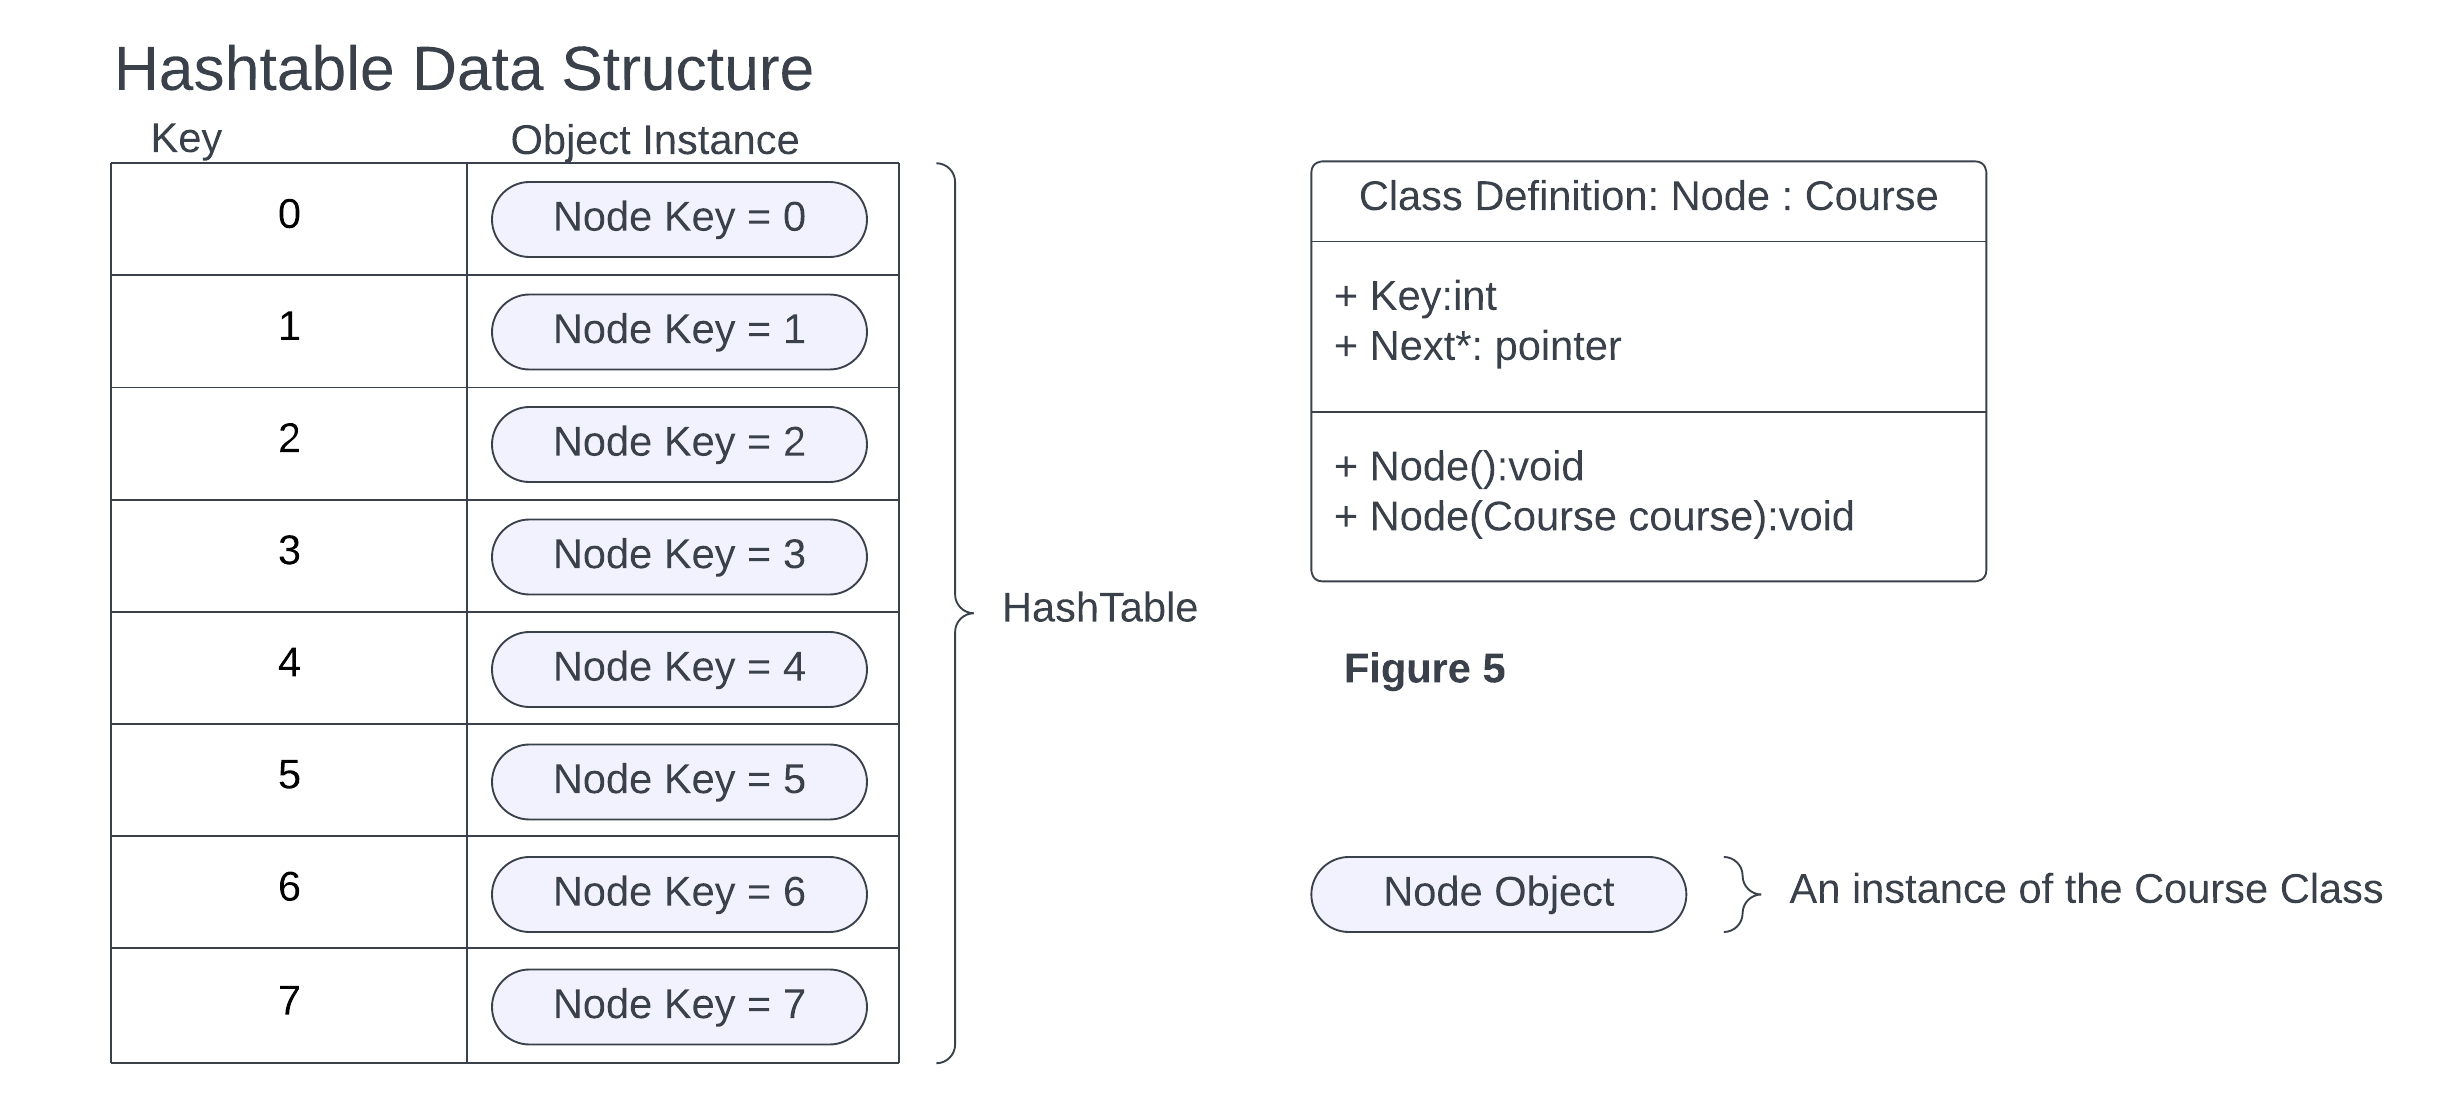 Hashtable Data Structure
Key Object Instance
0 Node Key = 0
1 Node Key = 1
2 Node Key = 2
3 Node Key = 3
4 Node Key = 4
5 Node Key = 5
6 Node Key = 6
7 Node Key = 7
HashTable
Class Definition: Node : Course
+ Key:int
+ Next*: pointer
+ Node():void
+ Node(Course course):void
Figure 5
Node Object
An instance of the Course Class